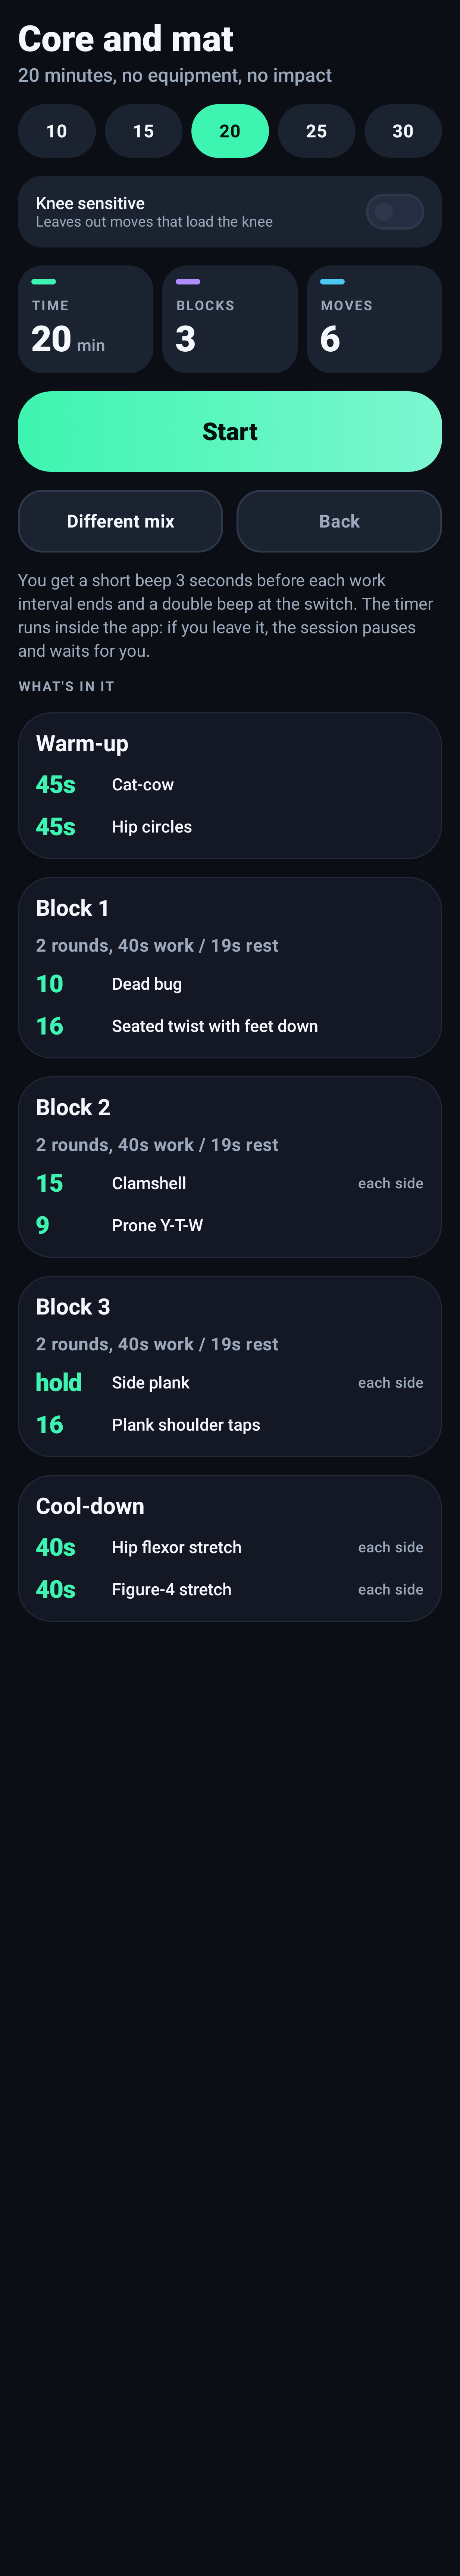 Core and mat
20 minutes, no equipment, no impact
10 15 20 25 30
Knee sensitive
Leaves out moves that load the knee
TIME
20 min
BLOCKS
3
MOVES
6
Start
Different mix
Back
You get a short beep 3 seconds before each work
interval ends and a double beep at the switch. The timer
runs inside the app: if you leave it, the session pauses
and waits for you.
WHAT'S IN IT
Warm-up
45s Cat-cow
45s Hip circles
Block 1
2 rounds, 40s work / 19s rest
10 Dead bug
16 Seated twist with feet down
Block 2
2 rounds, 40s work / 19s rest
15 Clamshell each side
9 Prone Y-T-W
Block 3
2 rounds, 40s work / 19s rest
hold Side plank each side
16 Plank shoulder taps
Cool-down
40s Hip flexor stretch each side
40s Figure-4 stretch each side